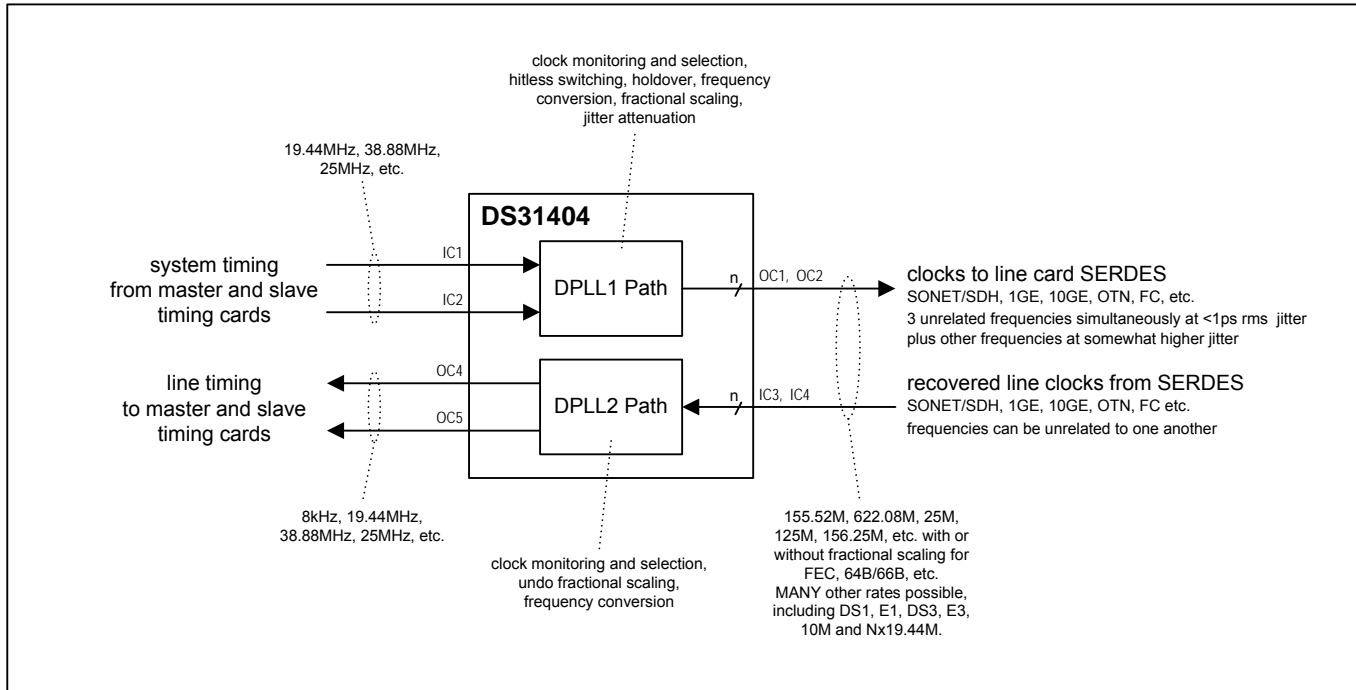 clock monitoring and selection,
hitless switching, holdover, frequency
conversion, fractional scaling,
jitter attenuation
19.44MHz, 38.88MHz,
25MHz, etc.
DS31404
system timing
from master and slave
timing cards
IC1
IC2
DPLL1 Path
n
OC1, OC2
clocks to line card SERDES
SONET/SDH, 1GE, 10GE, OTN, FC, etc.
3 unrelated frequencies simultaneously at <1ps rms jitter
plus other frequencies at somewhat higher jitter
line timing
to master and slave
timing cards
OC4
OC5
DPLL2 Path
n
IC3, IC4
recovered line clocks from SERDES
SONET/SDH, 1GE, 10GE, OTN, FC etc.
frequencies can be unrelated to one another
8kHz, 19.44MHz,
38.88MHz, 25MHz, etc.
clock monitoring and selection,
undo fractional scaling,
frequency conversion
155.52M, 622.08M, 25M,
125M, 156.25M, etc. with or
without fractional scaling for
FEC, 64B/66B, etc.
MANY other rates possible,
including DS1, E1, DS3, E3,
10M and Nx19.44M.